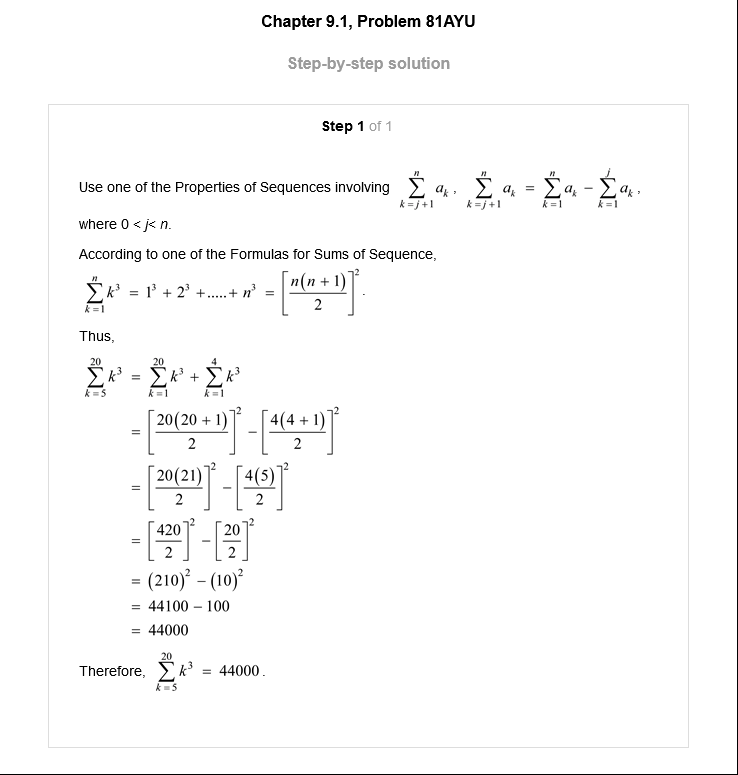 Chapter 9.1, Problem 81AYU
Step-by-step solution
Step 1 of 1
Use one of the Properties of Sequences involving $\sum_{k=j+1}^{n} a_k$, $\sum_{k=j+1}^{n} a_k = \sum_{k=1}^{n} a_k - \sum_{k=1}^{j} a_k$,
where 0 < j< n.
According to one of the Formulas for Sums of Sequence,
$\sum_{k=1}^{n} k^3 = 1^3 + 2^3 + ..... + n^3 = \left[\frac{n(n+1)}{2}\right]^2$.
Thus,
$\sum_{k=5}^{20} k^3 = \sum_{k=1}^{20} k^3 + \sum_{k=1}^{4} k^3$
$= \left[\frac{20(20+1)}{2}\right]^2 - \left[\frac{4(4+1)}{2}\right]^2$
$= \left[\frac{20(21)}{2}\right]^2 - \left[\frac{4(5)}{2}\right]^2$
$= \left[\frac{420}{2}\right]^2 - \left[\frac{20}{2}\right]^2$
$= (210)^2 - (10)^2$
$= 44100 - 100$
$= 44000$
Therefore, $\sum_{k=5}^{20} k^3 = 44000$.